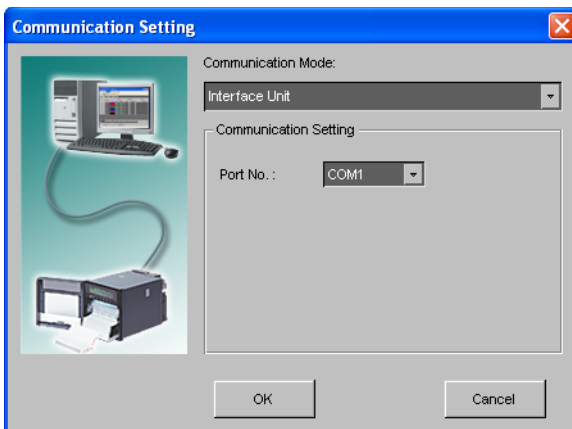 Communication Setting
Communication Mode:
Interface Unit
Communication Setting
Port No. :
COM1
OK
Cancel